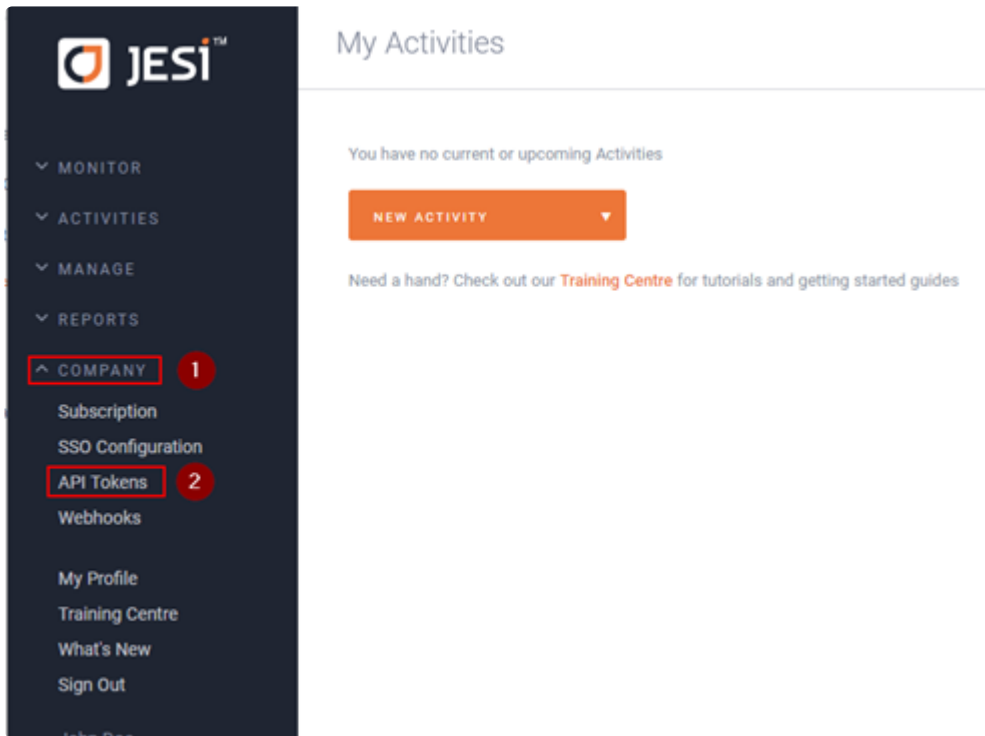 JESI™
MONITOR
ACTIVITIES
MANAGE
REPORTS
COMPANY 1
Subscription
SSO Configuration
API Tokens 2
Webhooks
My Profile
Training Centre
What's New
Sign Out
My Activities
You have no current or upcoming Activities
NEW ACTIVITY
Need a hand? Check out our Training Centre for tutorials and getting started guides